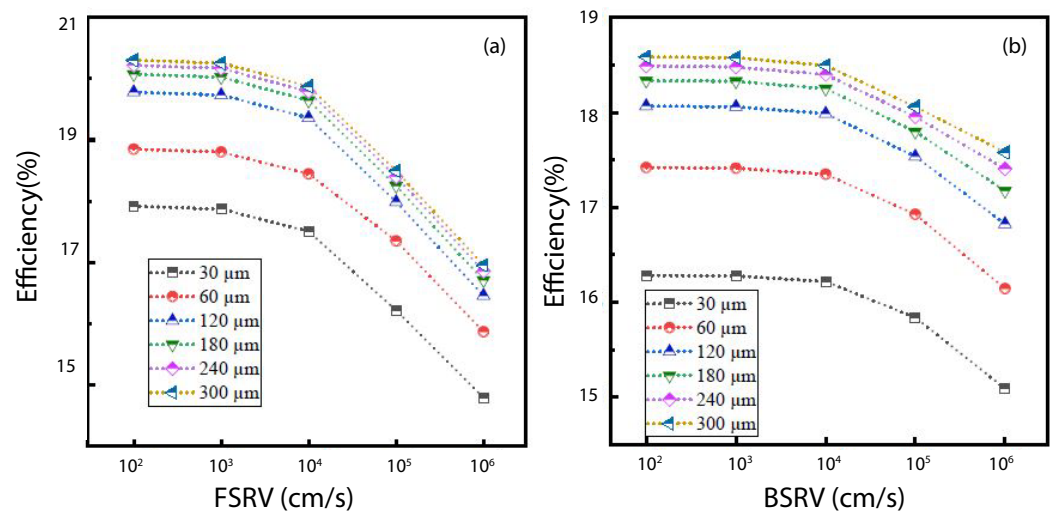 21
19
17
15
Efficiency(%)
(a)
30 µm
60 µm
120 µm
180 µm
240 µm
300 µm
10²
10³
10⁴
10⁵
10⁶
FSRV (cm/s)
19
18
17
16
15
Efficiency(%)
(b)
30 µm
60 µm
120 µm
180 µm
240 µm
300 µm
10²
10³
10⁴
10⁵
10⁶
BSRV (cm/s)